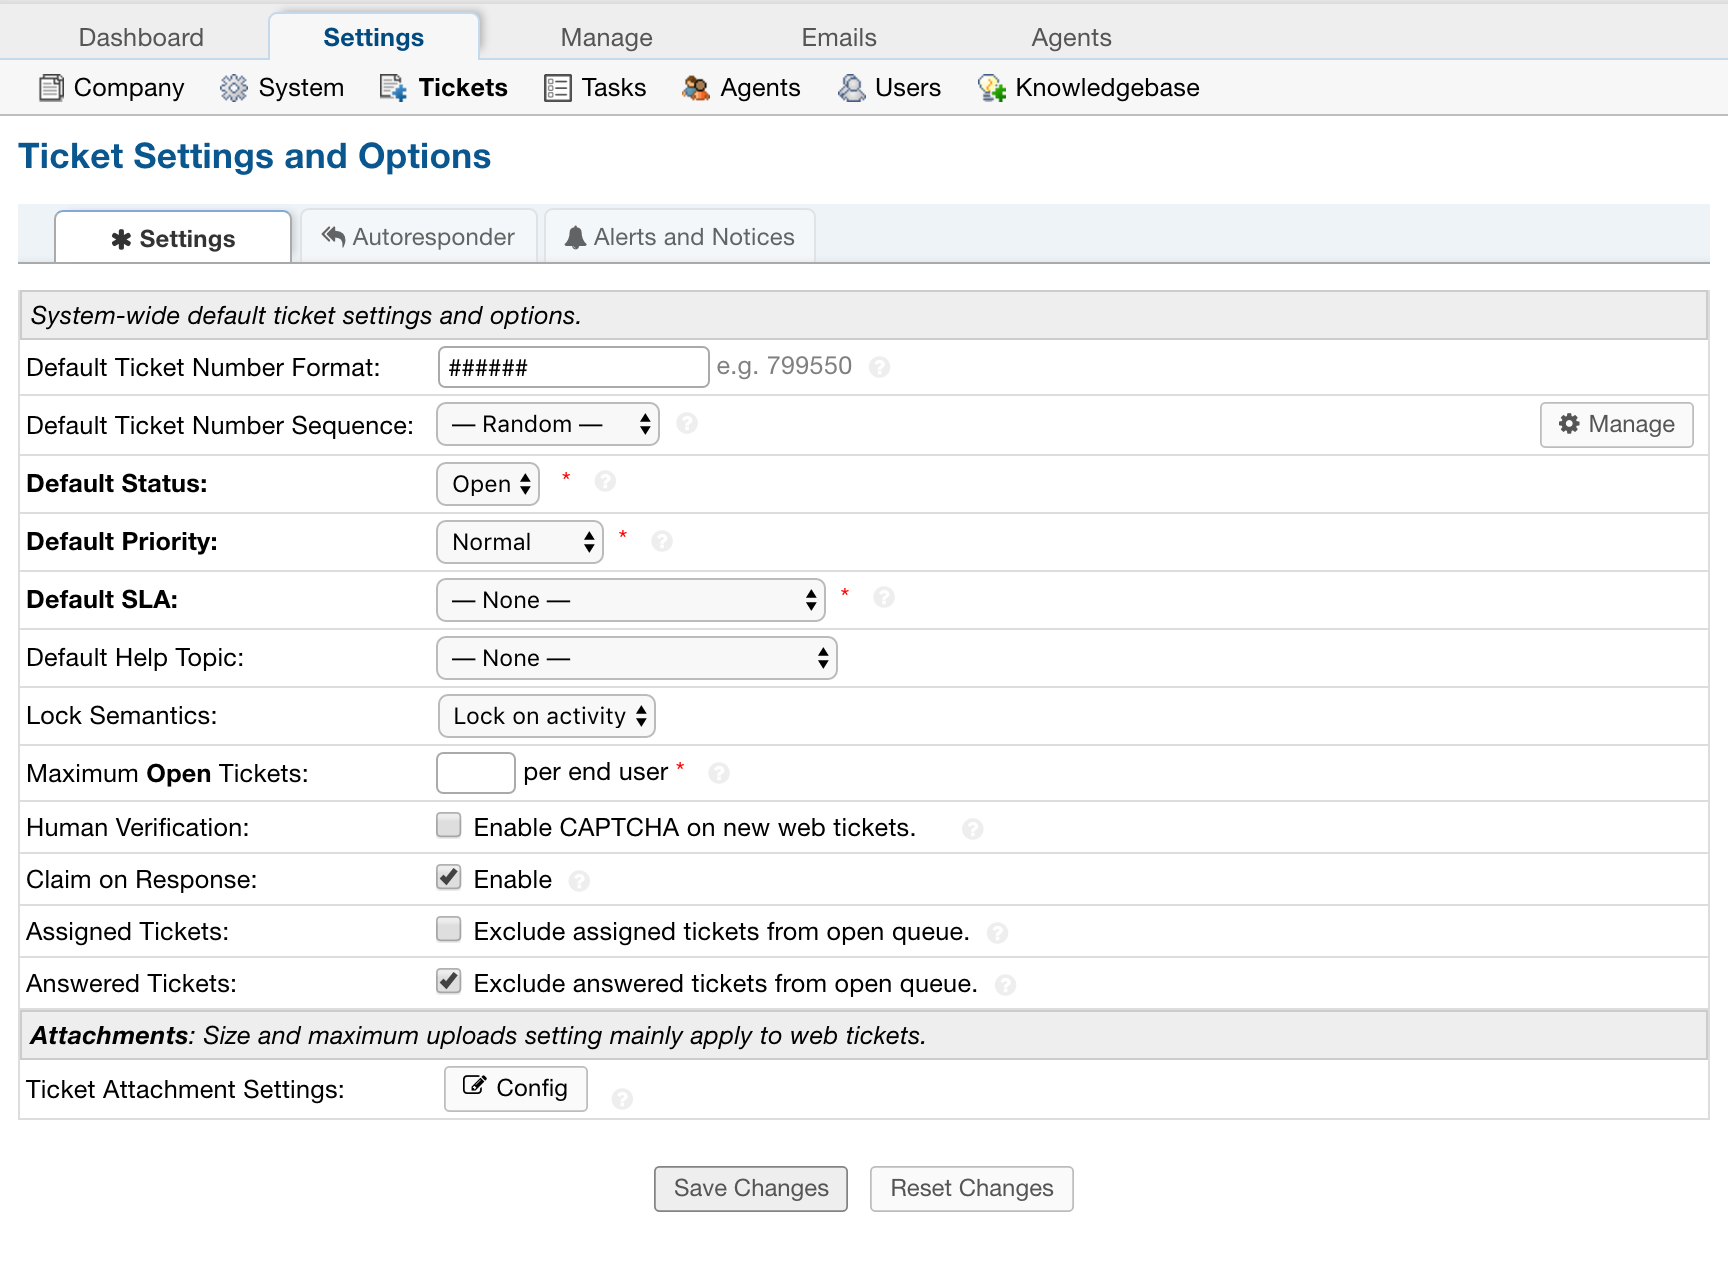 Dashboard Settings Manage Emails Agents
Company System Tickets Tasks Agents Users Knowledgebase
Ticket Settings and Options
Settings Autoresponder Alerts and Notices
System-wide default ticket settings and options.
Default Ticket Number Format: ###### e.g. 799550 ?
Default Ticket Number Sequence: — Random — ? Manage
Default Status: Open * ?
Default Priority: Normal * ?
Default SLA: — None — * ?
Default Help Topic: — None —
Lock Semantics: Lock on activity
Maximum Open Tickets: per end user * ?
Human Verification: Enable CAPTCHA on new web tickets. ?
Claim on Response: Enable ?
Assigned Tickets: Exclude assigned tickets from open queue. ?
Answered Tickets: Exclude answered tickets from open queue. ?
Attachments: Size and maximum uploads setting mainly apply to web tickets.
Ticket Attachment Settings: Config ?
Save Changes Reset Changes